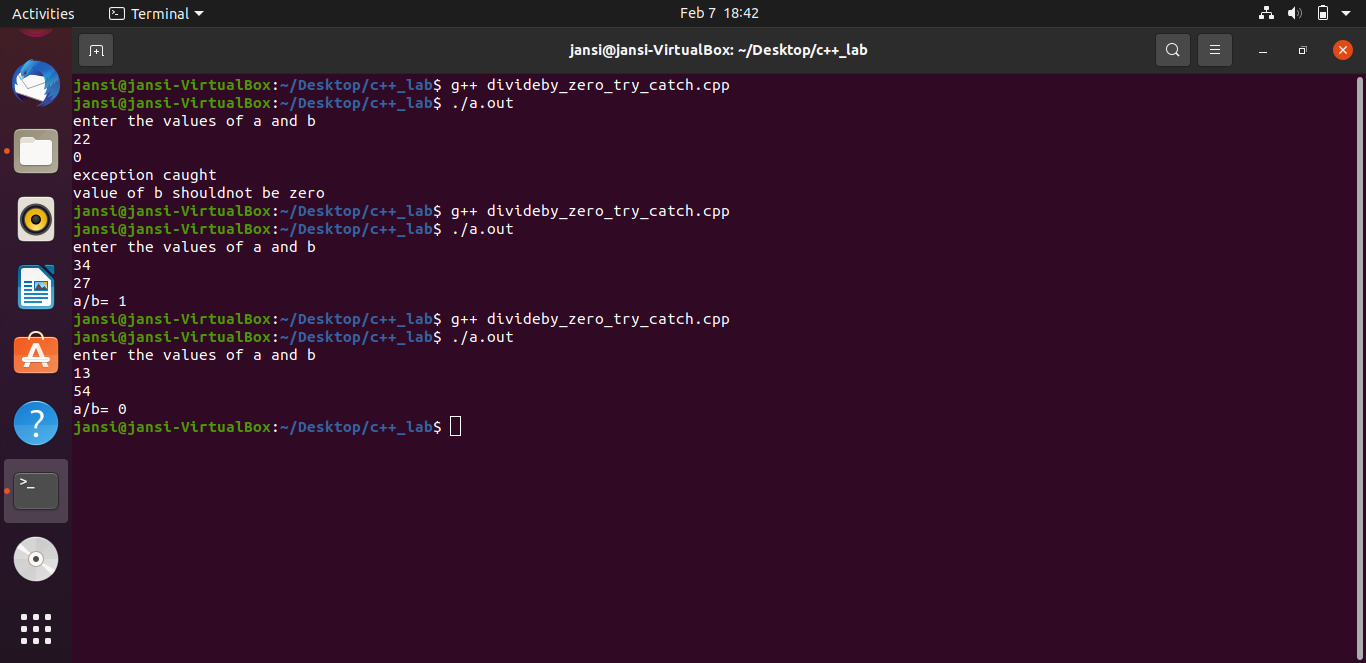 Activities Terminal Feb 7 18:42
jansi@jansi-VirtualBox: ~/Desktop/c++_lab
jansi@jansi-VirtualBox:~/Desktop/c++_lab$ g++ divideby_zero_try_catch.cpp
jansi@jansi-VirtualBox:~/Desktop/c++_lab$ ./a.out
enter the values of a and b
22
0
exception caught
value of b shouldnot be zero
jansi@jansi-VirtualBox:~/Desktop/c++_lab$ g++ divideby_zero_try_catch.cpp
jansi@jansi-VirtualBox:~/Desktop/c++_lab$ ./a.out
enter the values of a and b
34
27
a/b= 1
jansi@jansi-VirtualBox:~/Desktop/c++_lab$ g++ divideby_zero_try_catch.cpp
jansi@jansi-VirtualBox:~/Desktop/c++_lab$ ./a.out
enter the values of a and b
13
54
a/b= 0
jansi@jansi-VirtualBox:~/Desktop/c++_lab$